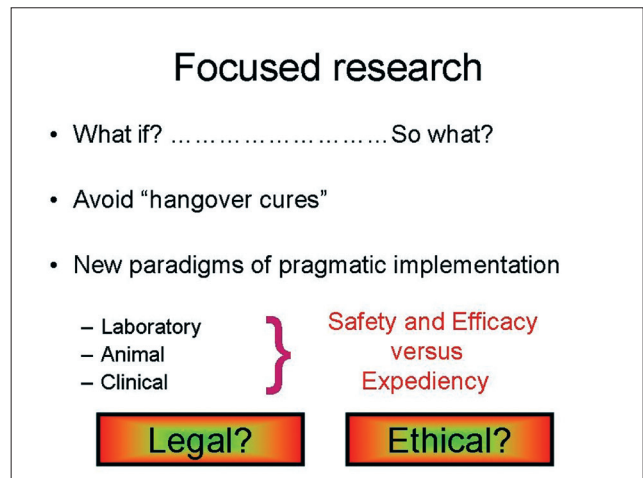 Focused research
• What if? ……………………… So what?
• Avoid “hangover cures”
• New paradigms of pragmatic implementation
– Laboratory
– Animal
– Clinical
}
Safety and Efficacy
versus
Expediency
Legal?
Ethical?